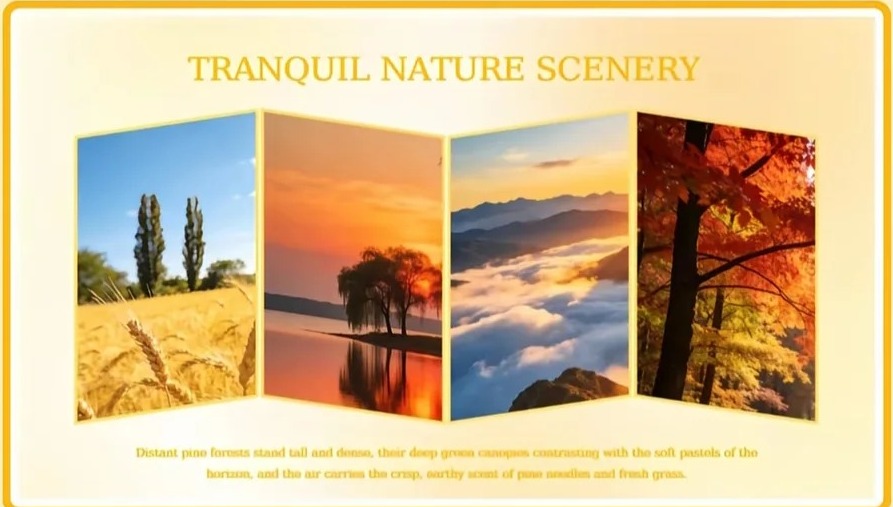 TRANQUIL NATURE SCENERY
Distant pine forests stand tall and dense, their deep green canopies contrasting with the soft pastels of the
horizon, and the air carries the crisp, earthy scent of pine needles and fresh grass.